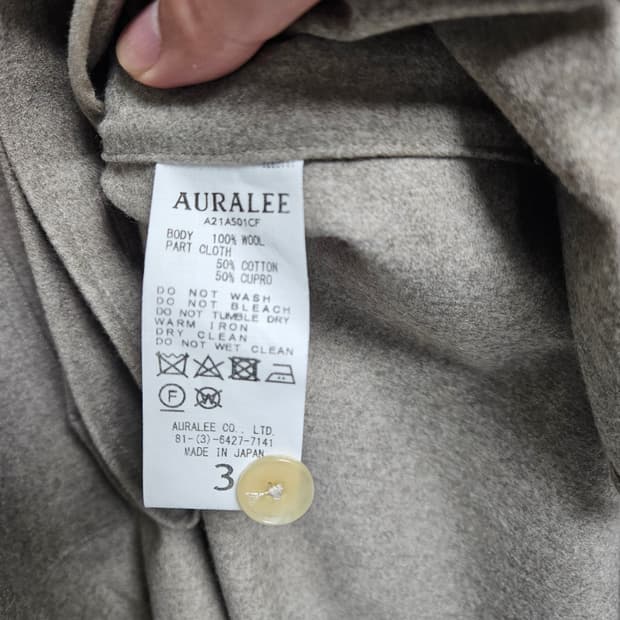 AURALEE
A21AS01CF
BODY 100% WOOL
PART CLOTH
50% COTTON
50% CUPRO
DO NOT WASH
DO NOT BLEACH
DO NOT TUMBLE DRY
WARM IRON
DRY CLEAN
DO NOT WET CLEAN
F W
AURALEE CO., LTD.
81-(3)-6427-7141
MADE IN JAPAN
3